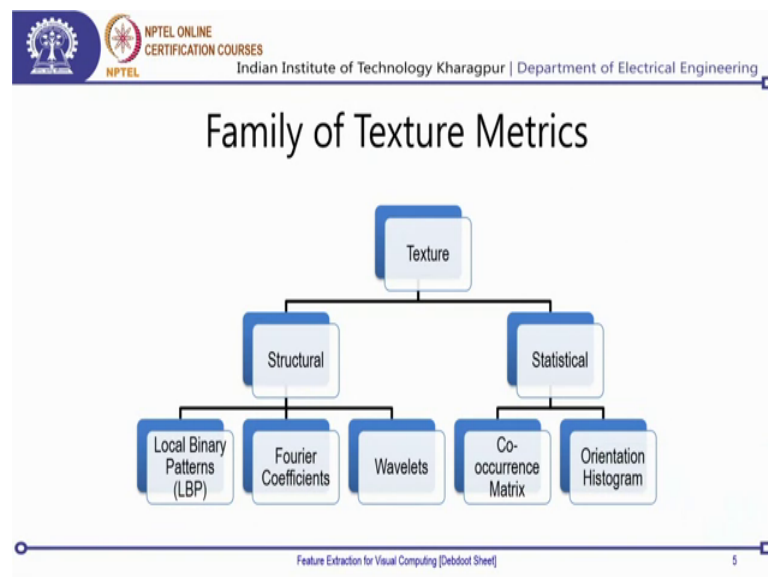 NPTEL ONLINE
CERTIFICATION COURSES
NPTEL
Indian Institute of Technology Kharagpur | Department of Electrical Engineering
Family of Texture Metrics
Texture
Structural
Statistical
Local Binary
Patterns
(LBP)
Fourier
Coefficients
Wavelets
Co-
occurrence
Matrix
Orientation
Histogram
Feature Extraction for Visual Computing [Debdoot Sheet]
5